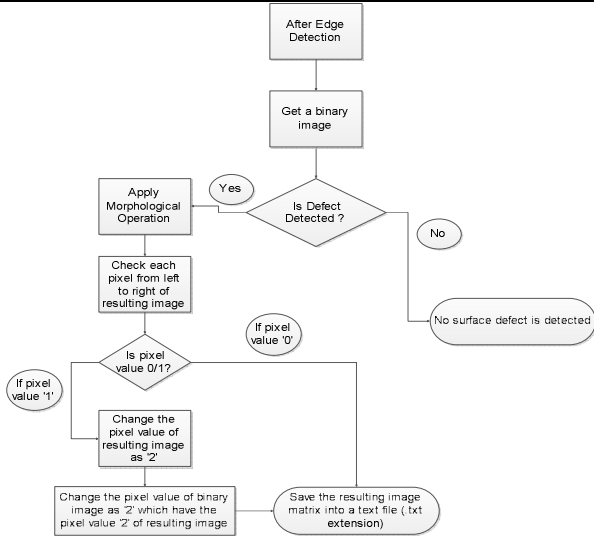 After Edge
Detection
Get a binary
image
Is Defect
Detected ?
Yes
No
Apply
Morphological
Operation
Check each
pixel from left
to right of
resulting image
No surface defect is detected
If pixel
value '0'
Is pixel
value 0/1?
If pixel
value '1'
Change the
pixel value of
resulting image
as '2'
Change the pixel value of binary
image as '2' which have the
pixel value '2' of resulting image
Save the resulting image
matrix into a text file (.txt
extension)